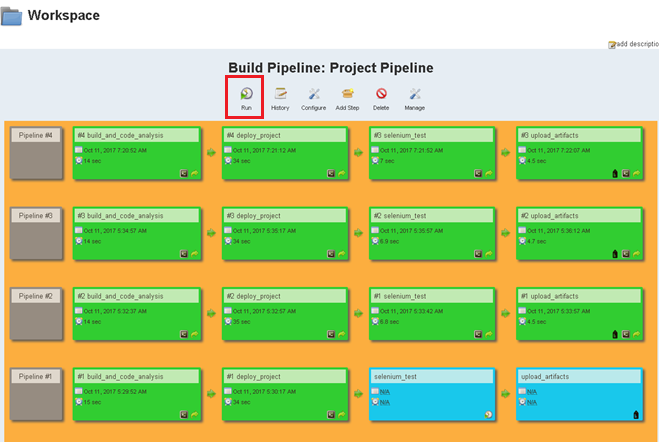 Workspace
add descriptio
Build Pipeline: Project Pipeline
Run History Configure Add Step Delete Manage
Pipeline #4 #4 build_and_code_analysis #4 deploy_project #3 selenium_test #3 upload_artifacts
Oct 11, 2017 7:20:52 AM Oct 11, 2017 7:21:12 AM Oct 11, 2017 7:21:52 AM Oct 11, 2017 7:22:07 AM
14 sec 34 sec 7 sec 4.5 sec
Pipeline #3 #3 build_and_code_analysis #3 deploy_project #2 selenium_test #2 upload_artifacts
Oct 11, 2017 5:34:57 AM Oct 11, 2017 5:35:17 AM Oct 11, 2017 5:35:57 AM Oct 11, 2017 5:36:12 AM
14 sec 34 sec 6.9 sec 4.7 sec
Pipeline #2 #2 build_and_code_analysis #2 deploy_project #1 selenium_test #1 upload_artifacts
Oct 11, 2017 5:32:37 AM Oct 11, 2017 5:32:57 AM Oct 11, 2017 5:33:42 AM Oct 11, 2017 5:33:57 AM
14 sec 35 sec 6.8 sec 4.5 sec
Pipeline #1 #1 build_and_code_analysis #1 deploy_project selenium_test upload_artifacts
Oct 11, 2017 5:29:52 AM Oct 11, 2017 5:30:17 AM N/A N/A
15 sec 34 sec N/A N/A